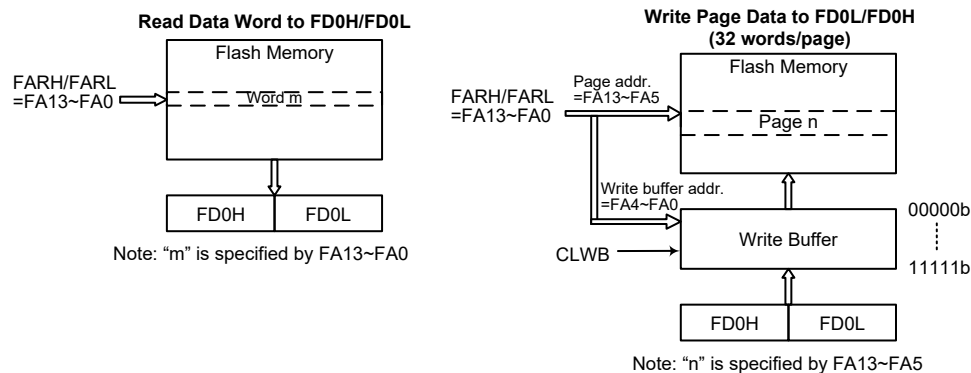 Read Data Word to FD0H/FD0L
Flash Memory
FARH/FARL
=FA13~FA0
Word m
FD0H
FD0L
Note: “m” is specified by FA13~FA0
Write Page Data to FD0L/FD0H
(32 words/page)
Flash Memory
Page addr.
=FA13~FA5
FARH/FARL
=FA13~FA0
Page n
Write buffer addr.
=FA4~FA0
00000b
Write Buffer
CLWB
11111b
FD0H
FD0L
Note: “n” is specified by FA13~FA5